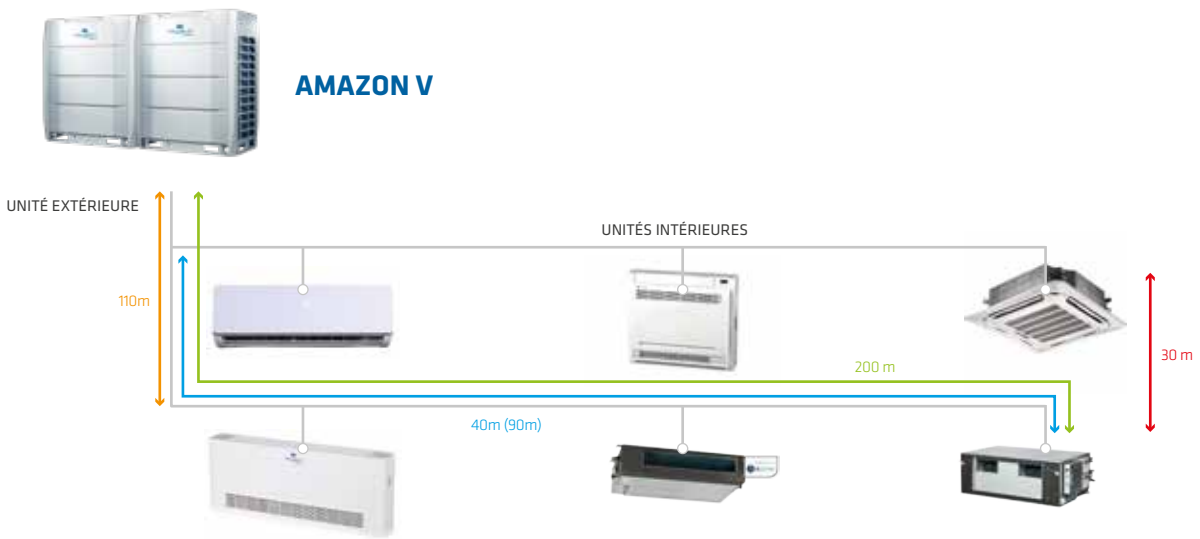 AMAZON V
UNITÉ EXTÉRIEURE
UNITÉS INTÉRIEURES
110m
30 m
200 m
40m (90m)